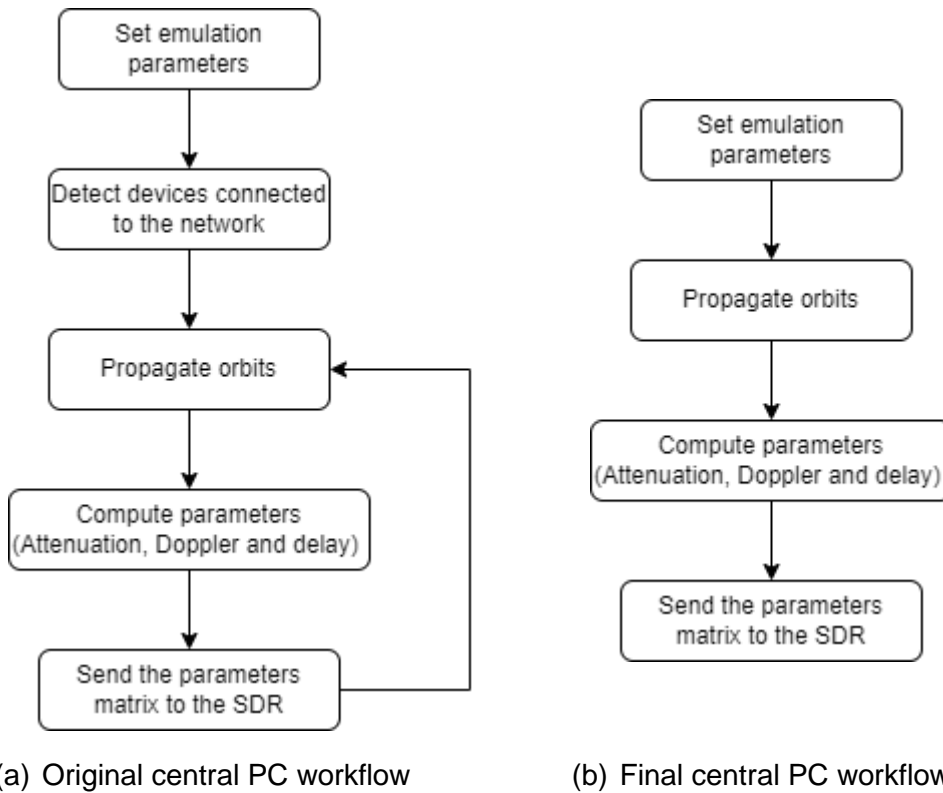 Set emulation
parameters
Detect devices connected
to the network
Propagate orbits
Compute parameters
(Attenuation, Doppler and delay)
Send the parameters
matrix to the SDR
(a) Original central PC workflow
Set emulation
parameters
Propagate orbits
Compute parameters
(Attenuation, Doppler and delay)
Send the parameters
matrix to the SDR
(b) Final central PC workflow